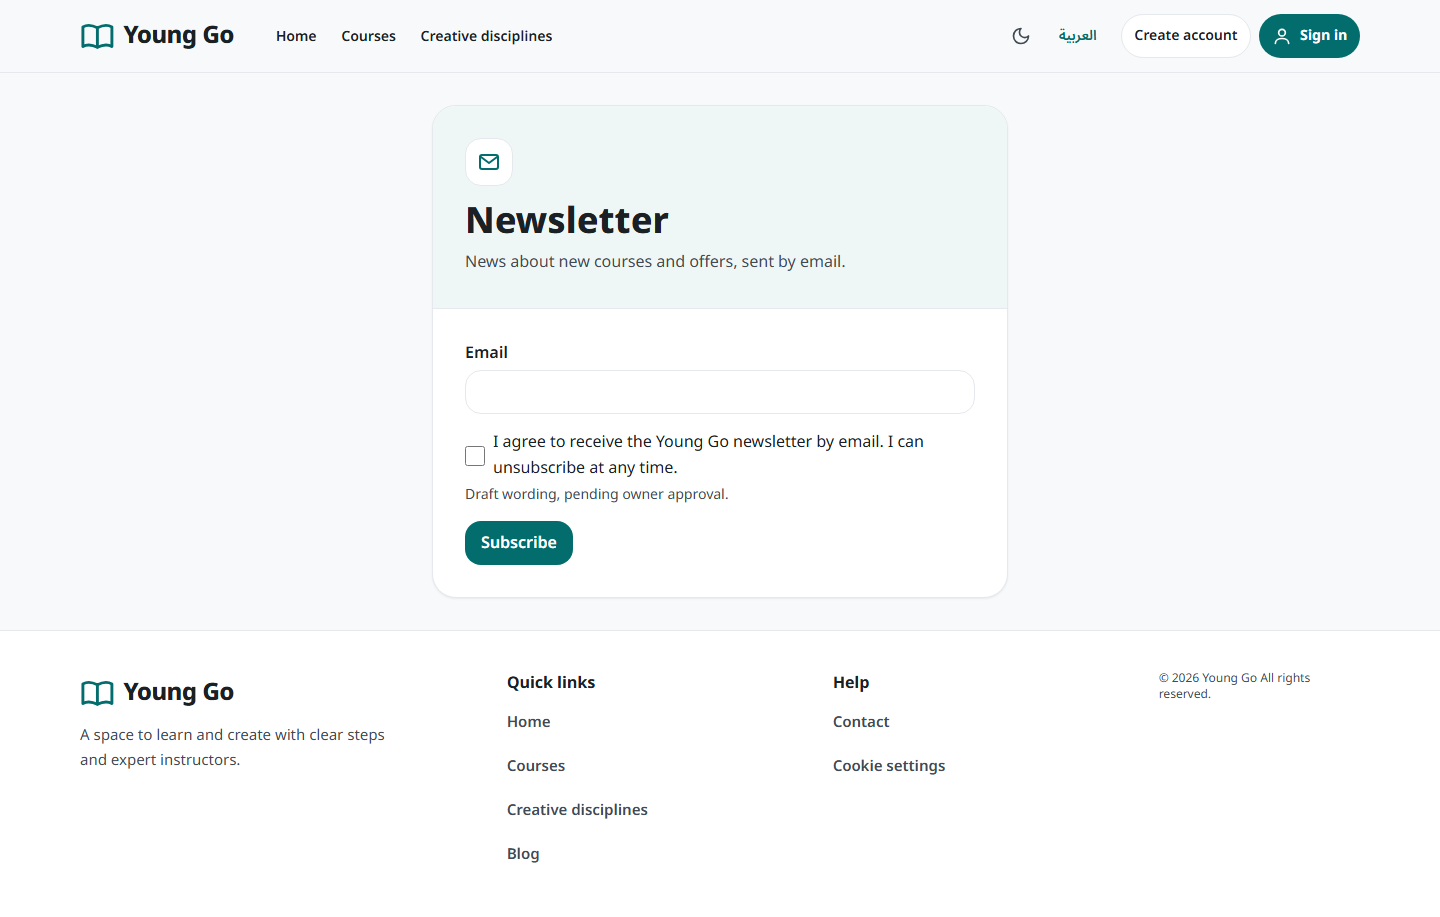 Young Go
Home
Courses
Creative disciplines
العربية
Create account
Sign in
Newsletter
News about new courses and offers, sent by email.
Email
I agree to receive the Young Go newsletter by email. I can
unsubscribe at any time.
Draft wording, pending owner approval.
Subscribe
Young Go
A space to learn and create with clear steps
and expert instructors.
Quick links
Home
Courses
Creative disciplines
Blog
Help
Contact
Cookie settings
© 2026 Young Go All rights
reserved.